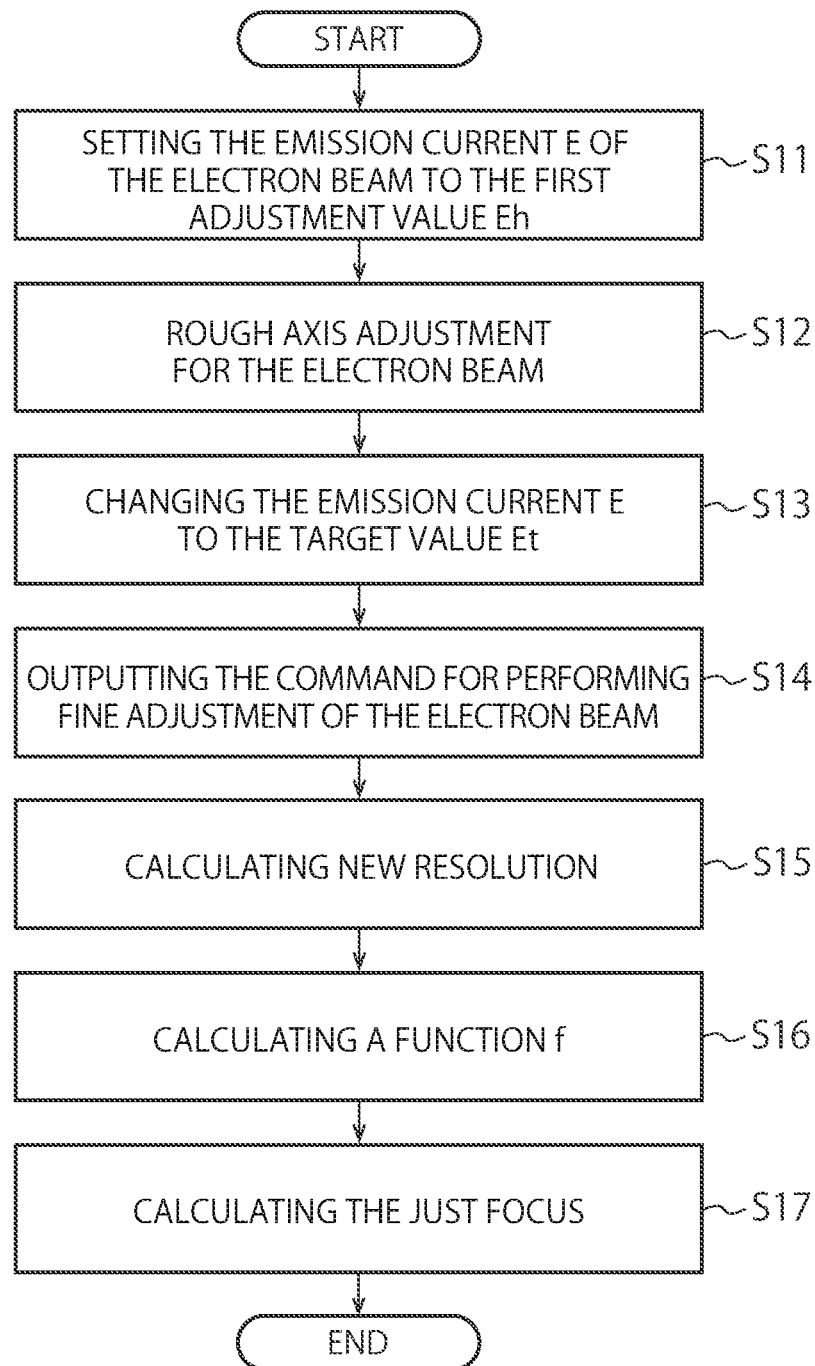 START
SETTING THE EMISSION CURRENT E OF
THE ELECTRON BEAM TO THE FIRST
ADJUSTMENT VALUE Eh
S11
ROUGH AXIS ADJUSTMENT
FOR THE ELECTRON BEAM
S12
CHANGING THE EMISSION CURRENT E
TO THE TARGET VALUE Et
S13
OUTPUTTING THE COMMAND FOR PERFORMING
FINE ADJUSTMENT OF THE ELECTRON BEAM
S14
CALCULATING NEW RESOLUTION
S15
CALCULATING A FUNCTION f
S16
CALCULATING THE JUST FOCUS
S17
END